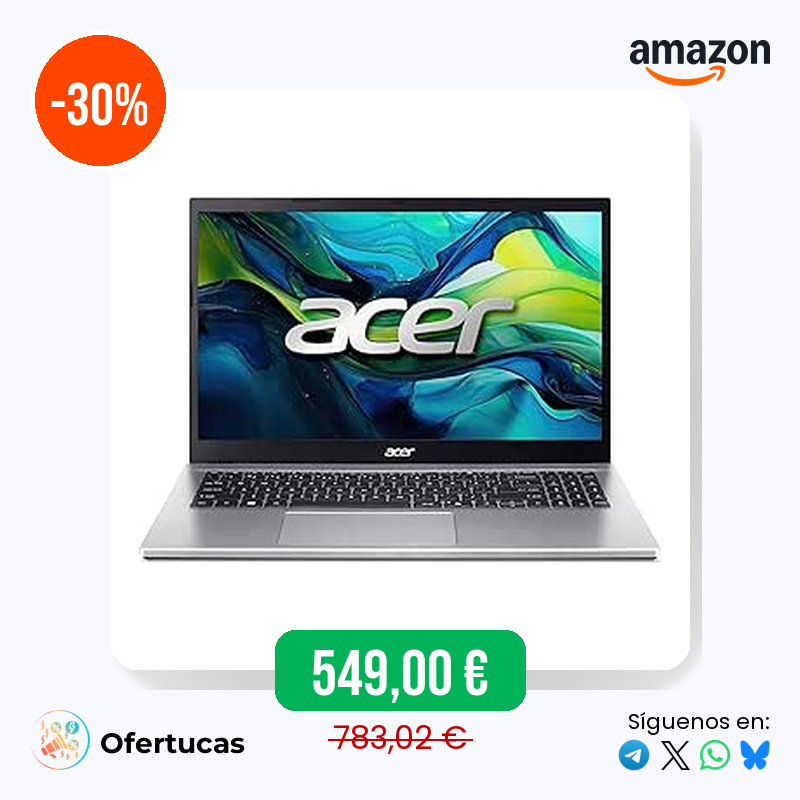 -30%
amazon
acer
acer
549,00 €
783,02 €
Ofertucas
Síguenos en: